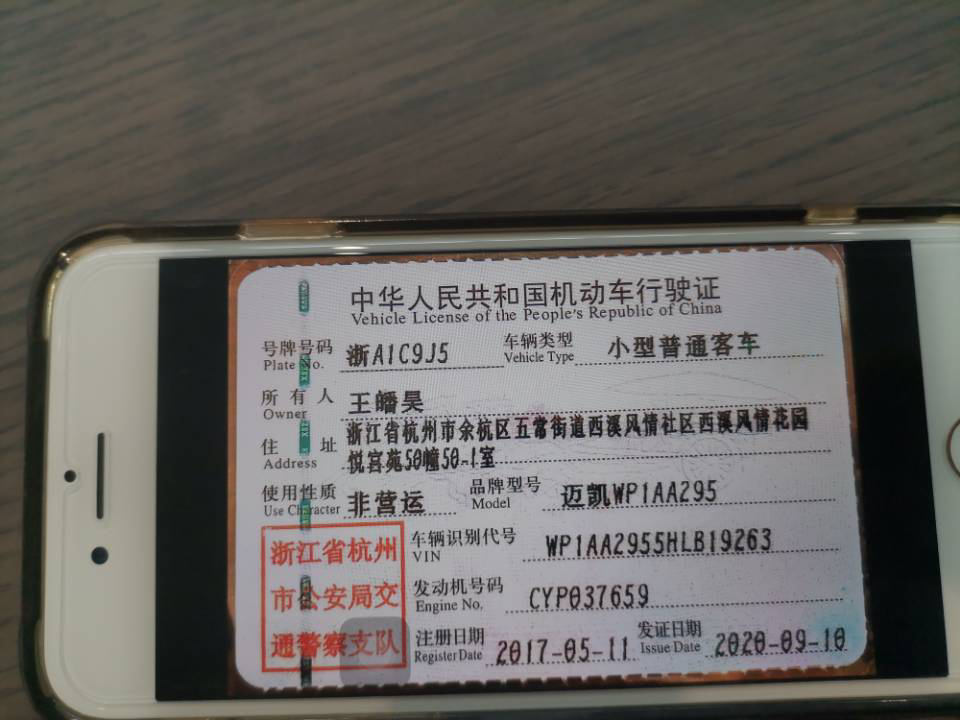 中华人民共和国机动车行驶证
Vehicle License of the People's Republic of China
号牌号码 浙A1C9J5 车辆类型 小型普通客车
Plate No. Vehicle Type
所有人 王皤昊
Owner
住址 浙江省杭州市余杭区五常街道西溪风情社区西溪风情花园
Address 悦宫苑50幢50-1室
使用性质 非营运 品牌型号 迈凯WP1AA295
Use Character Model
浙江省杭州 车辆识别代号 WP1AA2955HLB19263
VIN
市公安局交 发动机号码 CYP037659
Engine No.
通警察支队 注册日期 2017-05-11 发证日期 2020-09-10
Register Date Issue Date